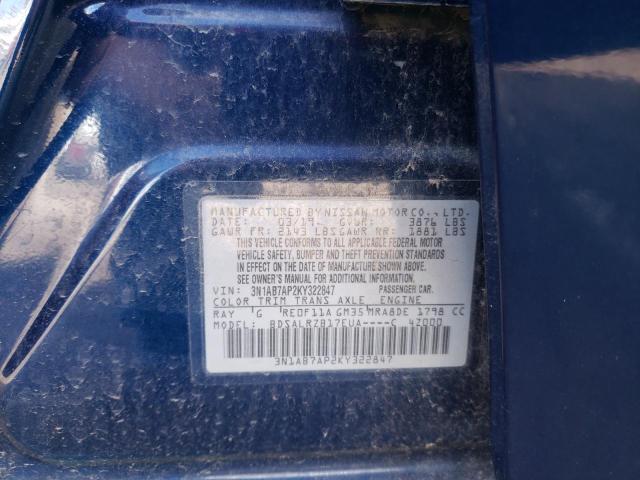 MANUFACTURED BY NISSAN MOTOR CO., LTD.
DATE: 03/19 GVWR: 3876 LBS
GAWR FR: 2143 LBS GAWR RR: 1881 LBS
THIS VEHICLE CONFORMS TO ALL APPLICABLE FEDERAL MOTOR
VEHICLE SAFETY, BUMPER AND THEFT PREVENTION STANDARDS
IN EFFECT ON THE DATE OF MANUFACTURE SHOWN ABOVE.
SEE OWNER'S MANUAL FOR ADDITIONAL INFORMATION.
VIN: 3N1AB7AP2KY322847 PASSENGER CAR.
COLOR TRIM TRANS AXLE ENGINE
RAY G RE0F11A GM35 MRA8DE 1798 CC
MODEL: BDSALRZB17EUA----C 4Z000
3N1AB7AP2KY322847